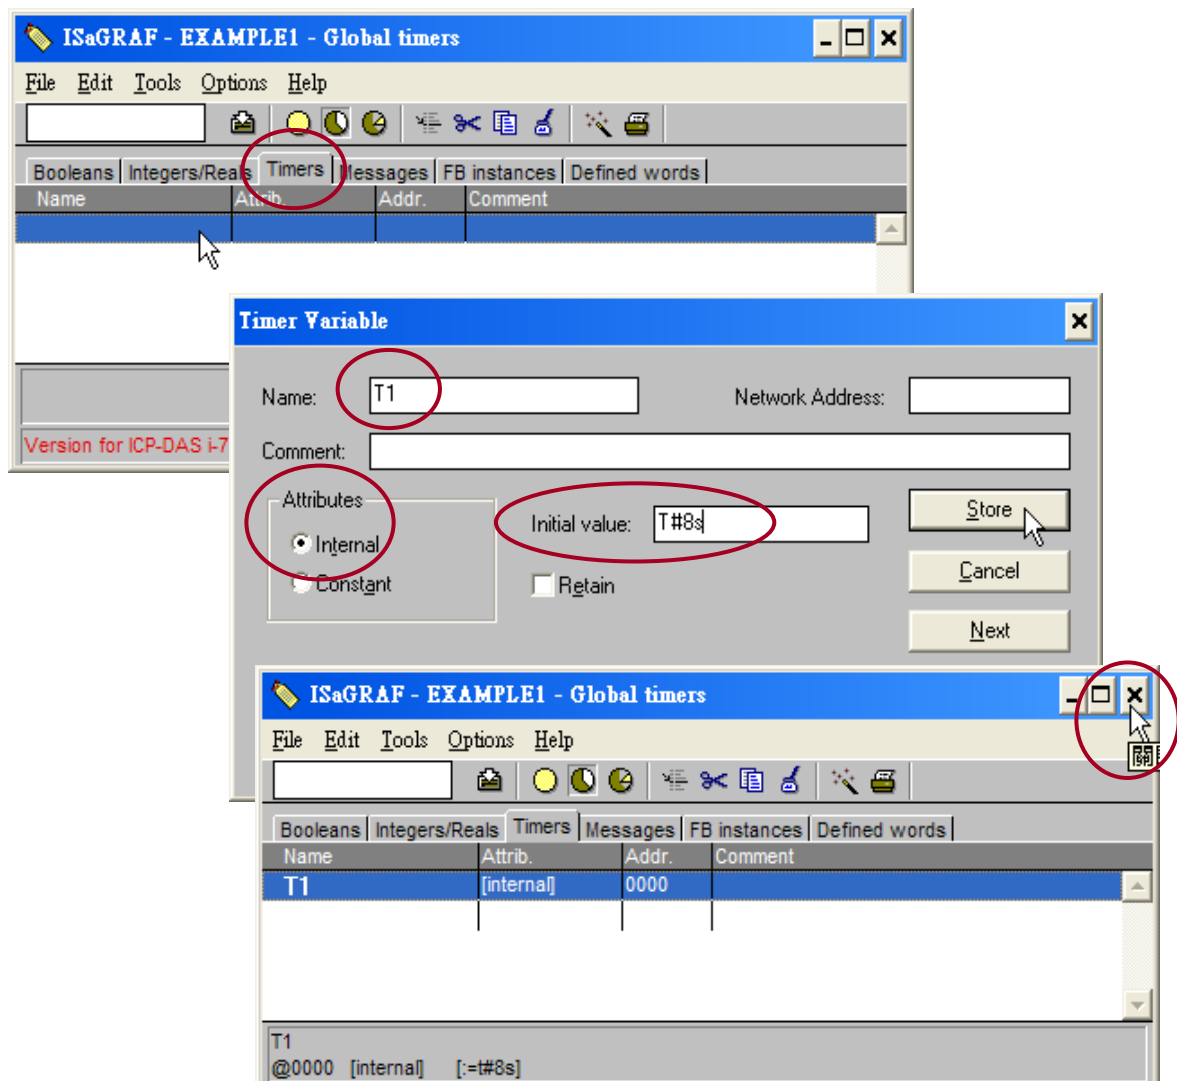 ISaGRAF - EXAMPLE1 - Global timers
File Edit Tools Options Help
Booleans Integers/Reals Timers Messages FB instances Defined words
Name Attrib. Addr. Comment
Version for ICP-DAS i-7
Timer Variable
Name: T1 Network Address:
Comment:
Attributes
Internal
Constant
Initial value: T#8s
Retain
Store
Cancel
Next
ISaGRAF - EXAMPLE1 - Global timers
File Edit Tools Options Help
關
Booleans Integers/Reals Timers Messages FB instances Defined words
Name Attrib. Addr. Comment
T1 [internal] 0000
T1
@0000 [internal] [:=t#8s]